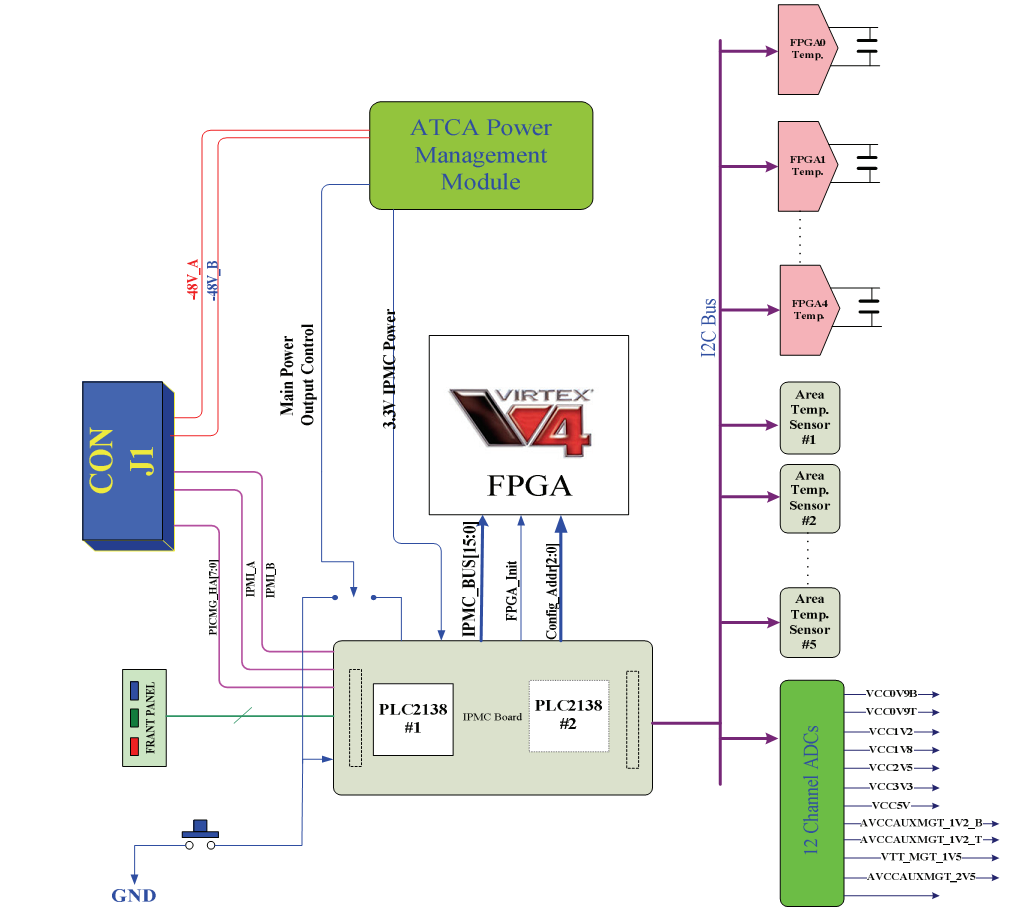 ATCA Power
Management
Module
-48V_A
-48V_B
Main Power
Output Control
3.3V IPMC Power
CON
J1
PICMG_HA[7:0]
IPMI_A
IPMI_B
VIRTEX
V4
FPGA
IPMC_BUS[15:0]
FPGA_Init
Config_Addr[2:0]
FRANT PANEL
PLC2138
#1
IPMC Board
PLC2138
#2
GND
I2C Bus
FPGA0
Temp.
FPGA1
Temp.
FPGA4
Temp.
Area
Temp.
Sensor
#1
Area
Temp.
Sensor
#2
Area
Temp.
Sensor
#5
12 Channel ADCs
VCC0V9B
VCC0V9T
VCC1V2
VCC1V8
VCC2V5
VCC3V3
VCC5V
AVCCAUXMGT_1V2_B
AVCCAUXMGT_1V2_T
VTT_MGT_1V5
AVCCAUXMGT_2V5